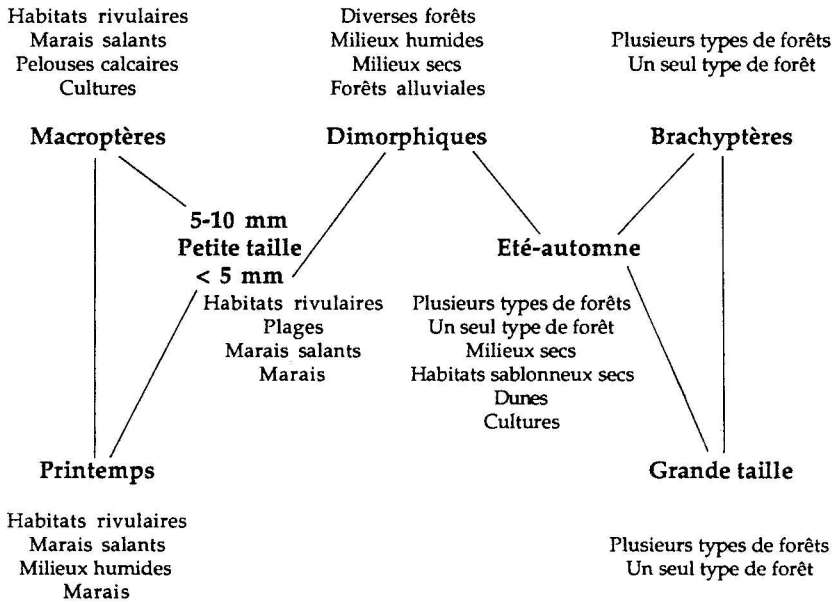 Habitats rivulaires
Marais salants
Pelouses calcaires
Cultures
Diverses forêts
Milieux humides
Milieux secs
Forêts alluviales
Plusieurs types de forêts
Un seul type de forêt
Macroptères
Dimorphiques
Brachyptères
5-10 mm
Petite taille
< 5 mm
Eté-automne
Habitats rivulaires
Plages
Marais salants
Marais
Plusieurs types de forêts
Un seul type de forêt
Milieux secs
Habitats sablonneux secs
Dunes
Cultures
Printemps
Grande taille
Habitats rivulaires
Marais salants
Milieux humides
Marais
Plusieurs types de forêts
Un seul type de forêt